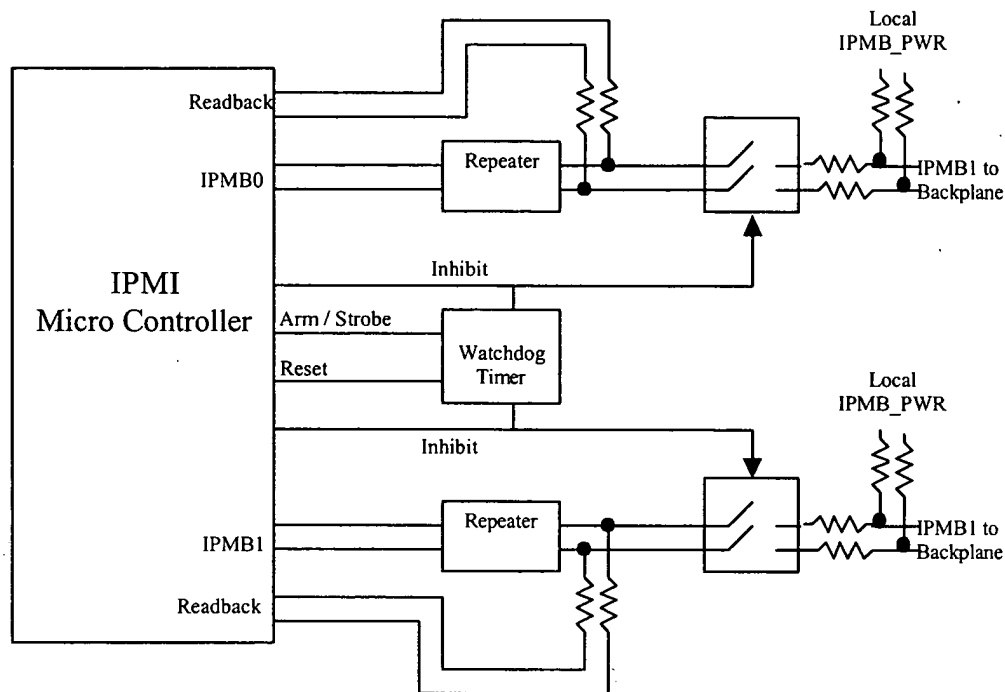 Local
IPMB_PWR
Readback
Repeater
IPMB0
IPMB1 to
Backplane
Inhibit
IPMI
Micro Controller
Arm / Strobe
Watchdog
Timer
Reset
Local
IPMB_PWR
Inhibit
Repeater
IPMB1
IPMB1 to
Backplane
Readback